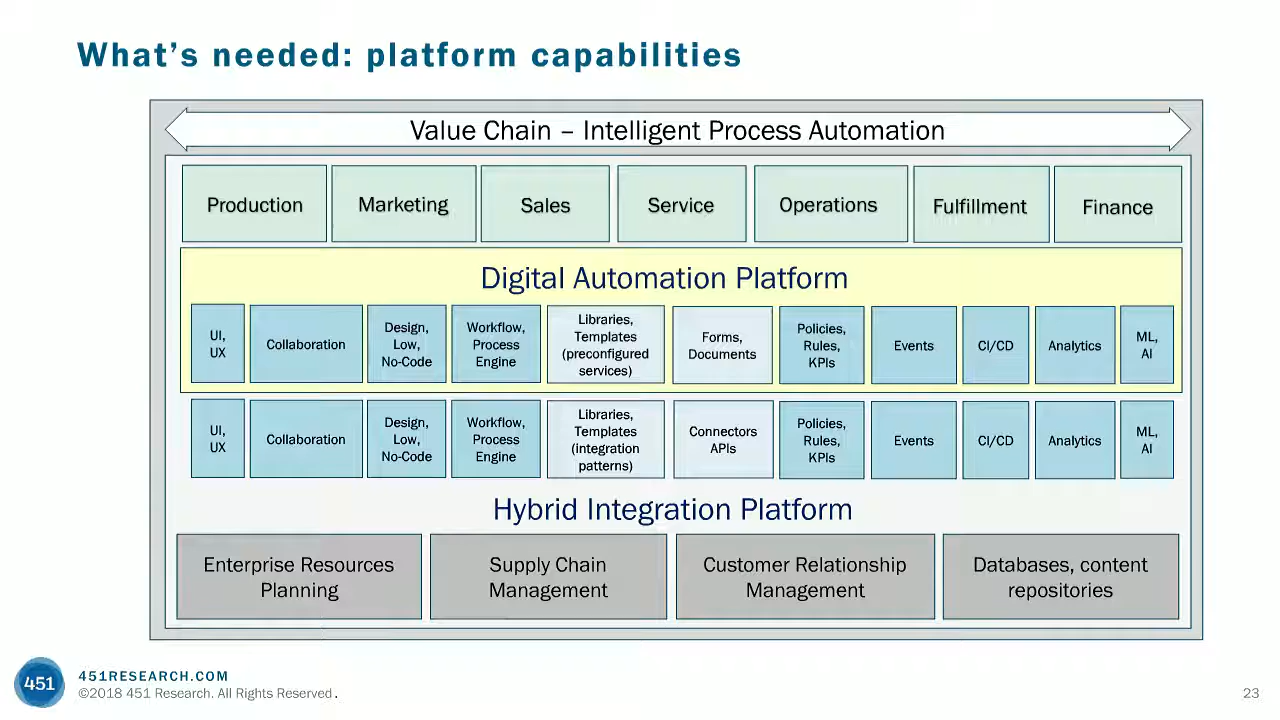 What's needed: platform capabilities
Value Chain – Intelligent Process Automation
Production
Marketing
Sales
Service
Operations
Fulfillment
Finance
Digital Automation Platform
UI,
UX
Collaboration
Design,
Low,
No-Code
Workflow,
Process
Engine
Libraries,
Templates
(preconfigured
services)
Forms,
Documents
Policies,
Rules,
KPIs
Events
CI/CD
Analytics
ML,
AI
UI,
UX
Collaboration
Design,
Low,
No-Code
Workflow,
Process
Engine
Libraries,
Templates
(integration
patterns)
Connectors
APIs
Policies,
Rules,
KPIs
Events
CI/CD
Analytics
ML,
AI
Hybrid Integration Platform
Enterprise Resources
Planning
Supply Chain
Management
Customer Relationship
Management
Databases, content
repositories
451
451RESEARCH.COM
©2018 451 Research. All Rights Reserved.
23